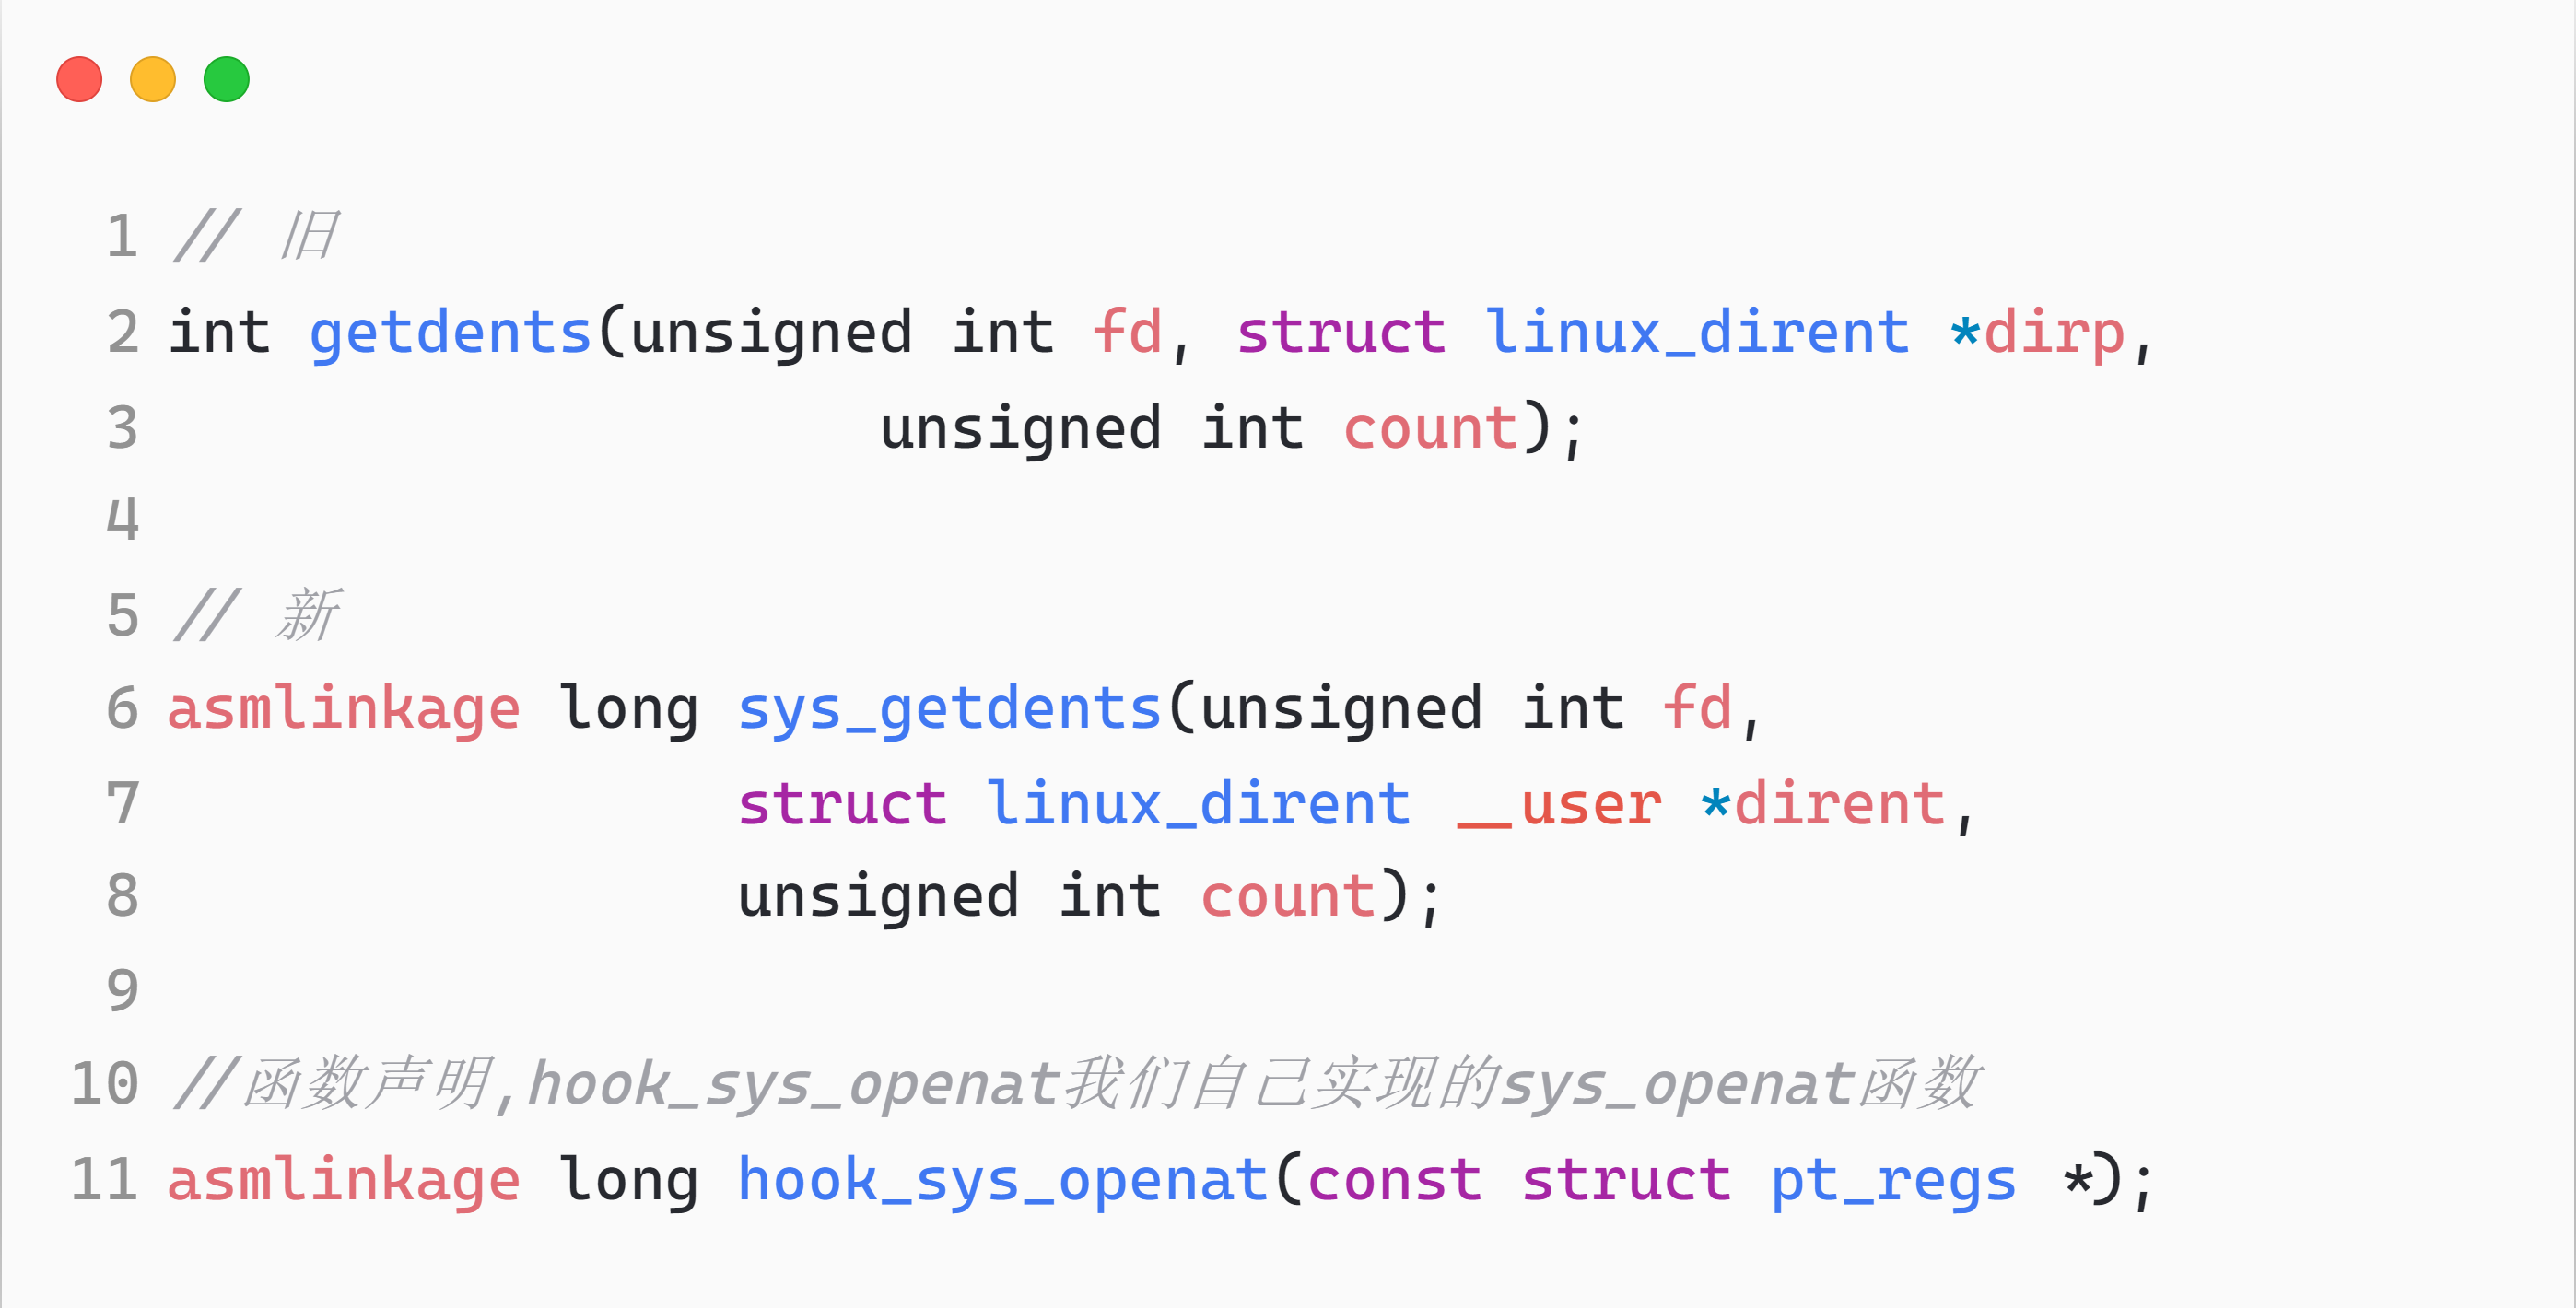 1 // 旧
2 int getdents(unsigned int fd, struct linux_dirent *dirp,
3 unsigned int count);
4
5 // 新
6 asmlinkage long sys_getdents(unsigned int fd,
7 struct linux_dirent __user *dirent,
8 unsigned int count);
9
10 //函数声明,hook_sys_openat我们自己实现的sys_openat函数
11 asmlinkage long hook_sys_openat(const struct pt_regs *);